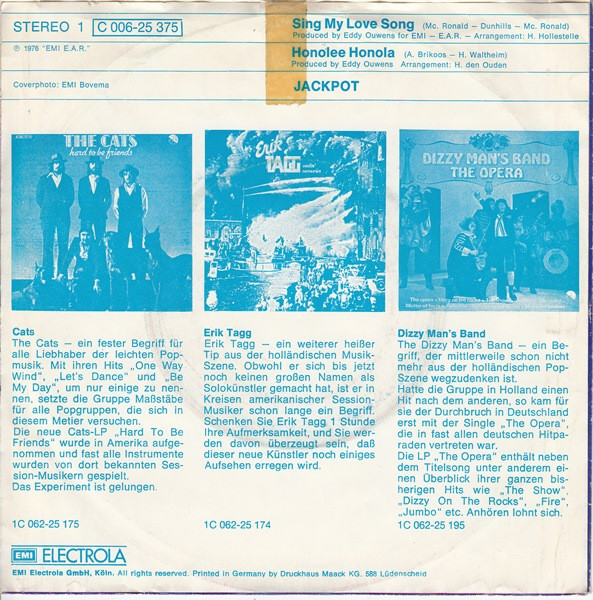 STEREO 1 C 006-25 375
℗ 1976 "EMI E.A.R."
Coverphoto: EMI Bovema
Sing My Love Song (Mc. Ronald – Dunhills – Mc. Ronald)
Produced by Eddy Ouwens for EMI – E.A.R. – Arrangement: H. Hollestelle
Honolee Honola (A. Brikoos – H. Waltheim)
Produced by Eddy Ouwens Arrangement: H. den Ouden
JACKPOT
THE CATS
hard to be friends
Erik
TAGG
DIZZY MAN'S BAND
THE OPERA
Cats
The Cats – ein fester Begriff für
alle Liebhaber der leichten Pop-
musik. Mit ihren Hits „One Way
Wind", „Let's Dance" und „Be
My Day", um nur einige zu nen-
nen, setzte die Gruppe Maßstäbe
für alle Popgruppen, die sich in
diesem Metier versuchen.
Die neue Cats-LP „Hard To Be
Friends" wurde in Amerika aufge-
nommen und fast alle Instrumente
wurden von dort bekannten Ses-
sion-Musikern gespielt.
Das Experiment ist gelungen.
1C 062-25 175
Erik Tagg
Erik Tagg – ein weiterer heißer
Tip aus der holländischen Musik-
Szene. Obwohl er sich bis jetzt
noch keinen großen Namen als
Solokünstler gemacht hat, ist er in
Kreisen amerikanischer Session-
Musiker schon lange ein Begriff.
Schenken Sie Erik Tagg 1 Stunde
Ihre Aufmerksamkeit, und Sie wer-
den davon überzeugt sein, daß
dieser neue Künstler noch einiges
Aufsehen erregen wird.
1C 062-25 174
Dizzy Man's Band
The Dizzy Man's Band – ein Be-
griff, der mittlerweile schon nicht
mehr aus der holländischen Pop-
Szene wegzudenken ist.
Hatte die Gruppe in Holland einen
Hit nach dem anderen, so kam für
sie der Durchbruch in Deutschland
erst mit der Single „The Opera",
die in fast allen deutschen Hitpa-
raden vertreten war.
Die LP „The Opera" enthält neben
dem Titelsong unter anderem ei-
nen Überblick ihrer ganzen bis-
herigen Hits wie „The Show",
„Dizzy On The Rocks", „Fire",
„Jumbo" etc. Anhören lohnt sich.
1C 062-25 195
EMI ELECTROLA
EMI Electrola GmbH, Köln. All rights reserved. Printed in Germany by Druckhaus Maack KG. 588 Lüdenscheid